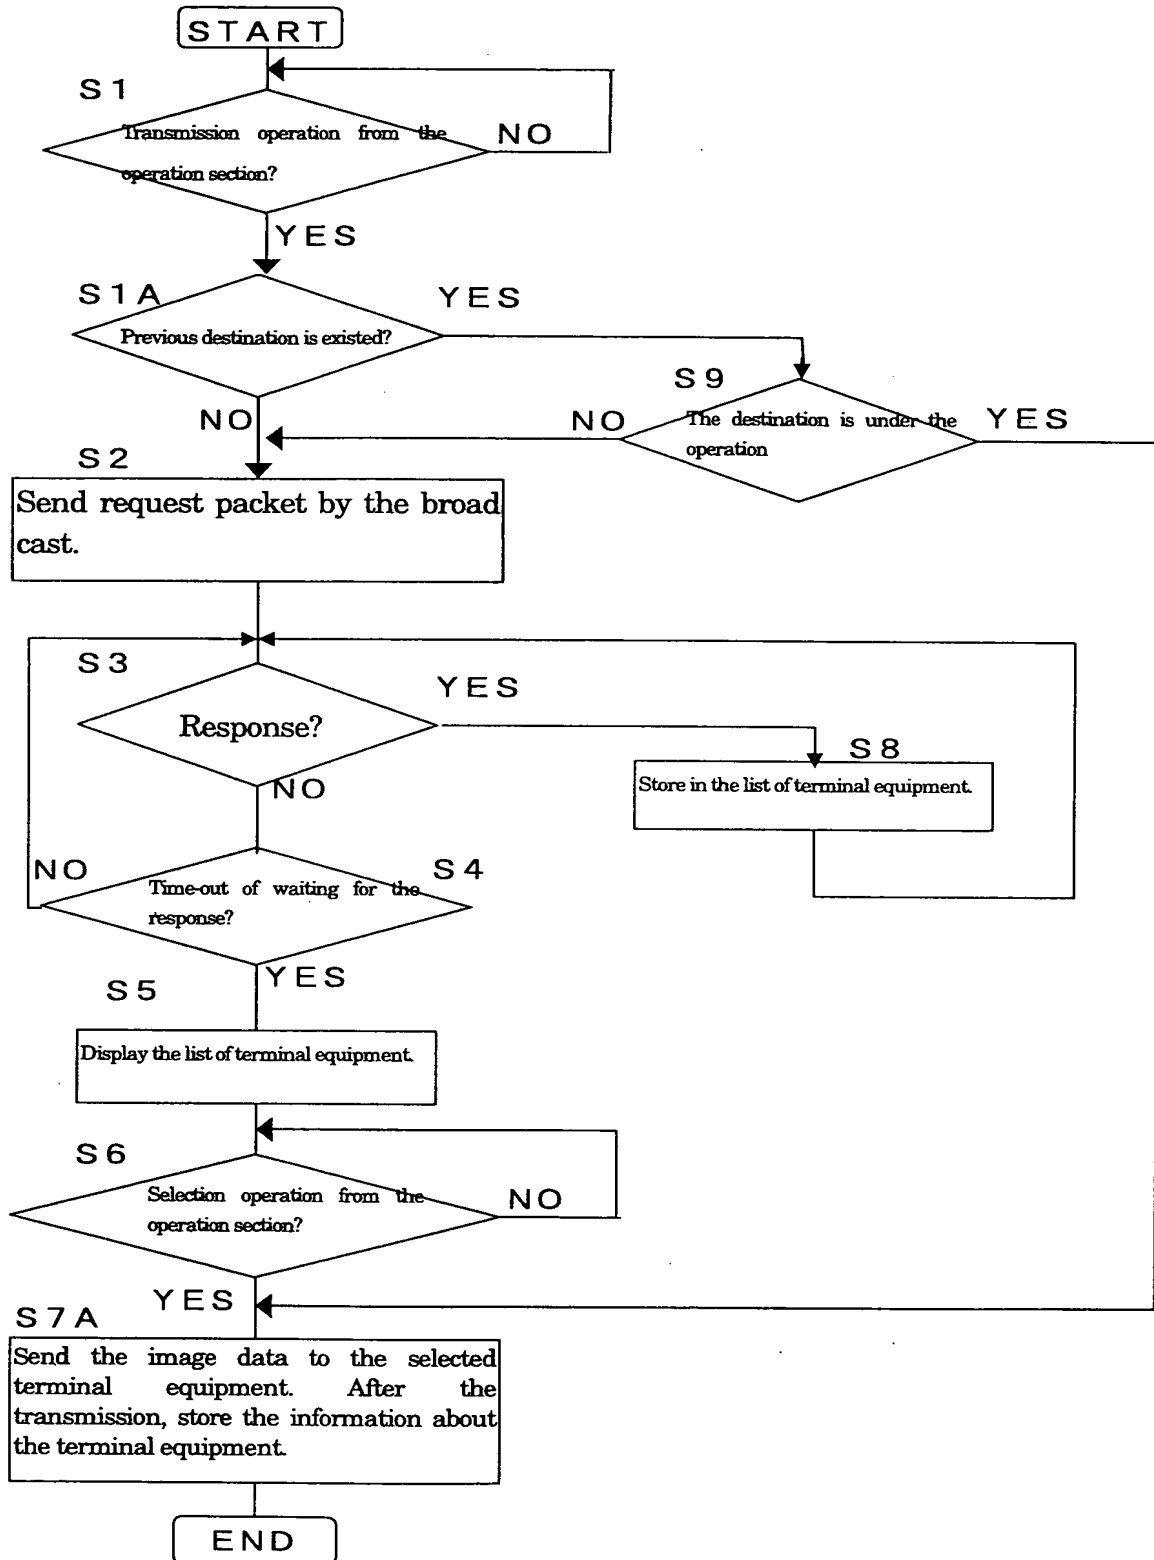 START
S1
Transmission operation from the
operation section?
NO
YES
S1A
Previous destination is existed?
YES
NO
S9
The destination is under the
operation
NO
YES
S2
Send request packet by the broad
cast.
S3
Response?
YES
NO
S8
Store in the list of terminal equipment.
S4
Time-out of waiting for the
response?
NO
YES
S5
Display the list of terminal equipment.
S6
Selection operation from the
operation section?
NO
YES
S7A
Send the image data to the selected
terminal equipment. After the
transmission, store the information about
the terminal equipment.
END